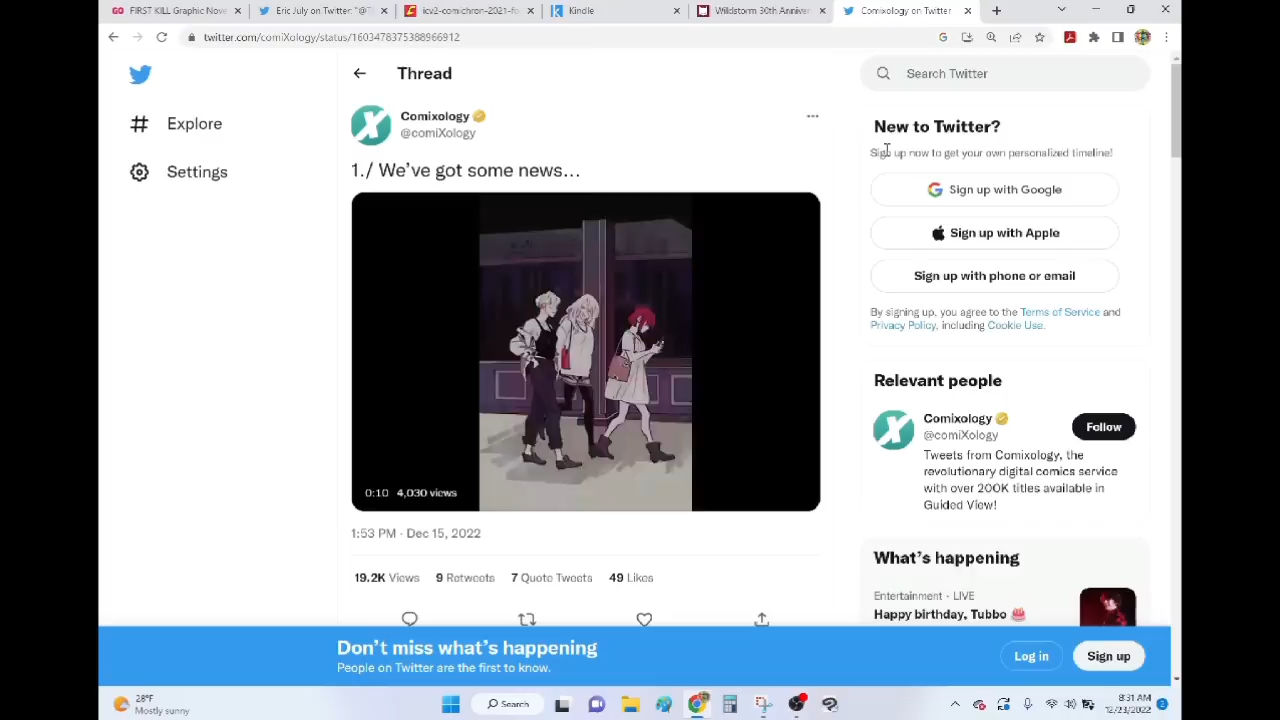 FIRST KILL Graphic Nove
Eric July on Twitter: "@T
icv2-comichron-2021-fo
Kindle
Wildstorm 30th Anniver
Comixology on Twitter
twitter.com/comiXology/status/1603478375388966912
Explore
Settings
Thread
Comixology
@comiXology
1./ We've got some news...
0:10 4,030 views
1:53 PM · Dec 15, 2022
19.2K Views 9 Retweets 7 Quote Tweets 49 Likes
Search Twitter
New to Twitter?
Sign up now to get your own personalized timeline!
Sign up with Google
Sign up with Apple
Sign up with phone or email
By signing up, you agree to the Terms of Service and
Privacy Policy, including Cookie Use.
Relevant people
Comixology
@comiXology
Follow
Tweets from Comixology, the
revolutionary digital comics service
with over 200K titles available in
Guided View!
What's happening
Entertainment · LIVE
Happy birthday, Tubbo
Don't miss what's happening
People on Twitter are the first to know.
Log in
Sign up
28°F
Mostly sunny
Search
8:31 AM
12/23/2022